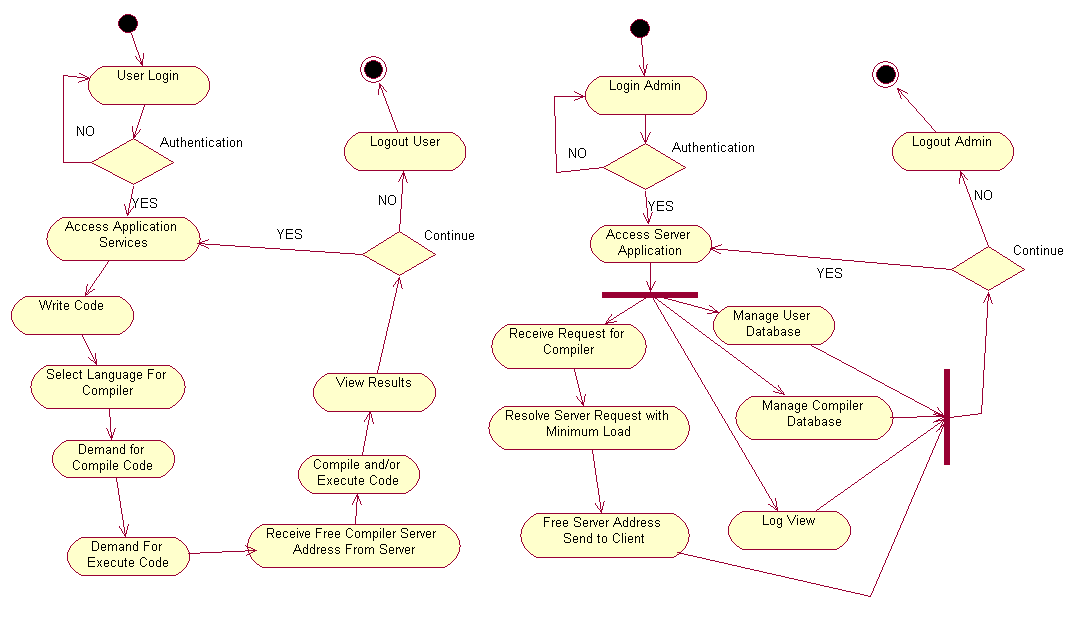 User Login
NO
Authentication
YES
Access Application
Services
Write Code
Select Language For
Compiler
Demand for
Compile Code
Demand For
Execute Code
Receive Free Compiler Server
Address From Server
Compile and/or
Execute Code
View Results
Continue
YES
NO
Logout User
Login Admin
NO
Authentication
YES
Access Server
Application
Receive Request for
Compiler
Resolve Server Request with
Minimum Load
Free Server Address
Send to Client
Manage User
Database
Manage Compiler
Database
Log View
Continue
YES
NO
Logout Admin